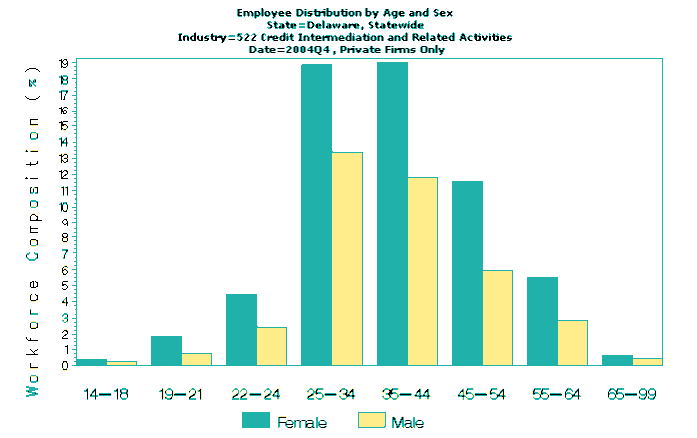 Employee Distribution by Age and Sex
State=Delaware, Statewide
Industry=522 Credit Intermediation and Related Activities
Date=2004Q4 , Private Firms Only
Workforce Composition (%)
19
18
17
16
15
14
13
12
11
10
9
8
7
6
5
4
3
2
1
0
14-18 19-21 22-24 25-34 35-44 45-54 55-64 65-99
Female Male